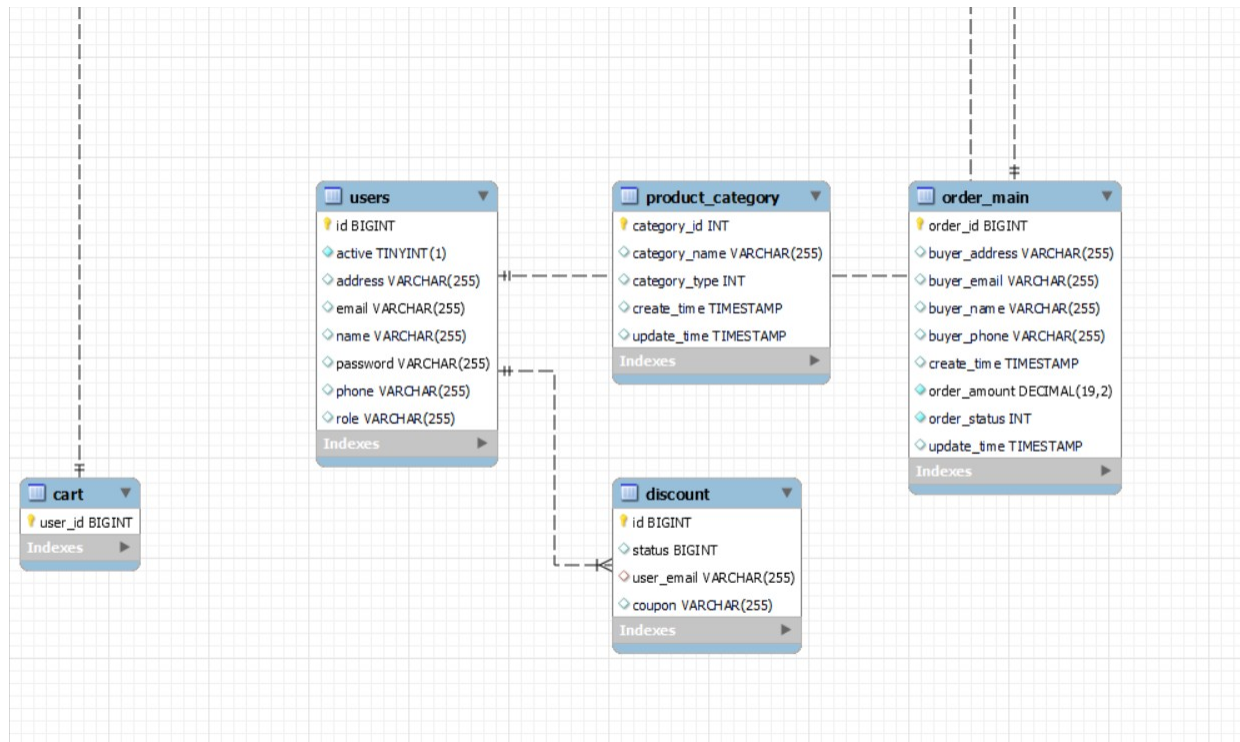 users
id BIGINT
active TINYINT(1)
address VARCHAR(255)
email VARCHAR(255)
name VARCHAR(255)
password VARCHAR(255)
phone VARCHAR(255)
role VARCHAR(255)
Indexes
product_category
category_id INT
category_name VARCHAR(255)
category_type INT
create_time TIMESTAMP
update_time TIMESTAMP
Indexes
order_main
order_id BIGINT
buyer_address VARCHAR(255)
buyer_email VARCHAR(255)
buyer_name VARCHAR(255)
buyer_phone VARCHAR(255)
create_time TIMESTAMP
order_amount DECIMAL(19,2)
order_status INT
update_time TIMESTAMP
Indexes
cart
user_id BIGINT
Indexes
discount
id BIGINT
status BIGINT
user_email VARCHAR(255)
coupon VARCHAR(255)
Indexes